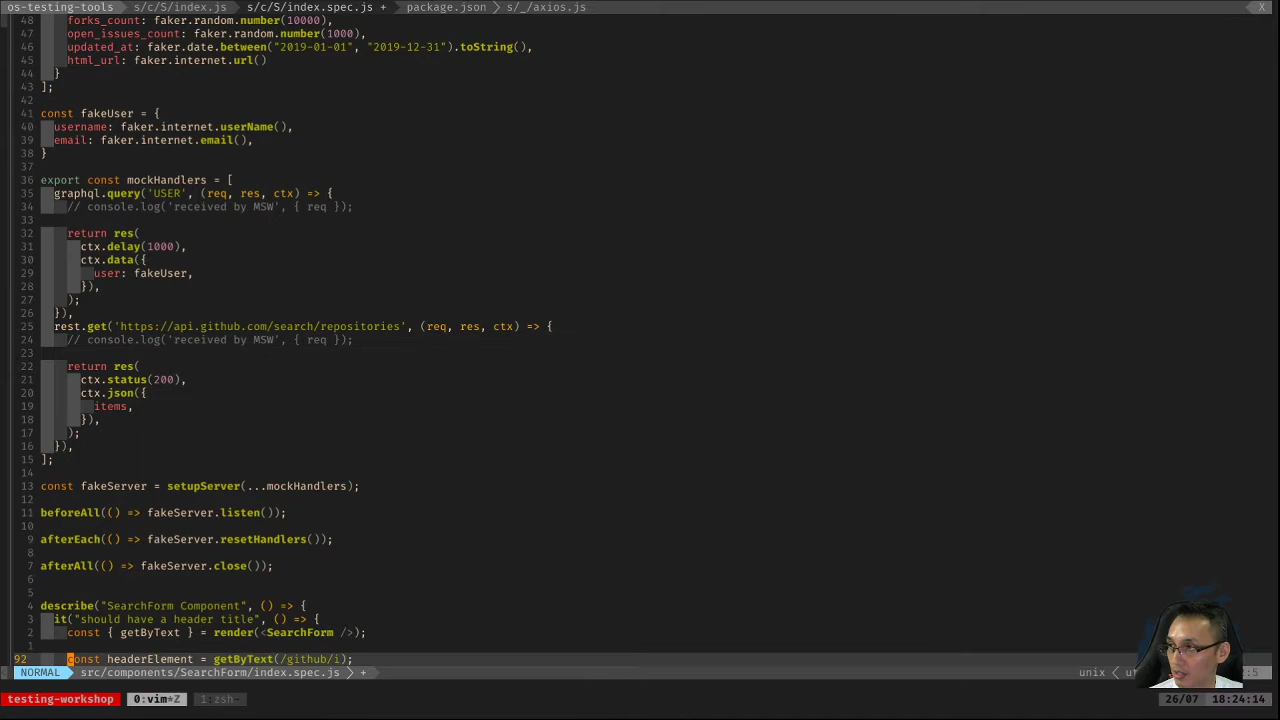 os-testing-tools s/c/S/index.js s/c/S/index.spec.js + package.json s/_/axios.js X
48 forks_count: faker.random.number(10000),
47 open_issues_count: faker.random.number(1000),
46 updated_at: faker.date.between("2019-01-01", "2019-12-31").toString(),
45 html_url: faker.internet.url()
44 }
43 ];
42
41 const fakeUser = {
40 username: faker.internet.userName(),
39 email: faker.internet.email(),
38 }
37
36 export const mockHandlers = [
35 graphql.query('USER', (req, res, ctx) => {
34 // console.log('received by MSW', { req });
33
32 return res(
31 ctx.delay(1000),
30 ctx.data({
29 user: fakeUser,
28 }),
27 );
26 }),
25 rest.get('https://api.github.com/search/repositories', (req, res, ctx) => {
24 // console.log('received by MSW', { req });
23
22 return res(
21 ctx.status(200),
20 ctx.json({
19 items,
18 }),
17 );
16 }),
15 ];
14
13 const fakeServer = setupServer(...mockHandlers);
12
11 beforeAll(() => fakeServer.listen());
10
9 afterEach(() => fakeServer.resetHandlers());
8
7 afterAll(() => fakeServer.close());
6
5
4 describe("SearchForm Component", () => {
3 it("should have a header title", () => {
2 const { getByText } = render(<SearchForm />);
1
92 const headerElement = getByText(/github/i);
NORMAL src/components/SearchForm/index.spec.js + unix :5
testing-workshop 0:vim*Z 1:zsh- 26/07 18:24:14